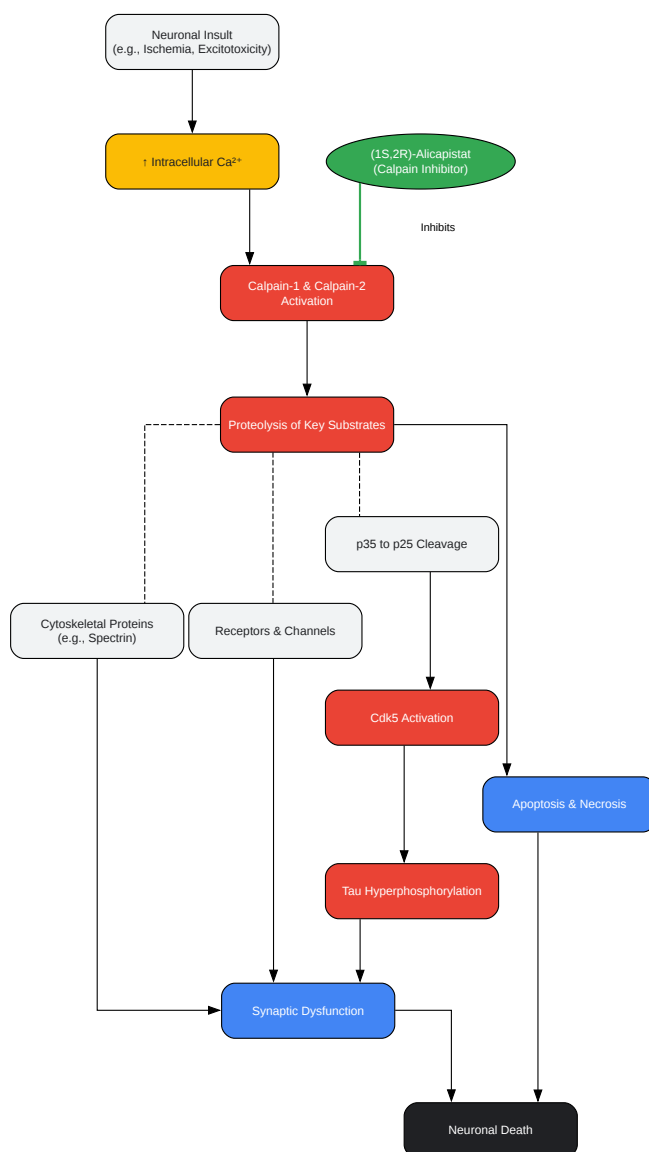 Neuronal Insult
(e.g., Ischemia, Excitotoxicity)
↑ Intracellular Ca²⁺
(1S,2R)-Alicapistat
(Calpain Inhibitor)
Inhibits
Calpain-1 & Calpain-2
Activation
Proteolysis of Key Substrates
p35 to p25 Cleavage
Cytoskeletal Proteins
(e.g., Spectrin)
Receptors & Channels
Cdk5 Activation
Apoptosis & Necrosis
Tau Hyperphosphorylation
Synaptic Dysfunction
Neuronal Death